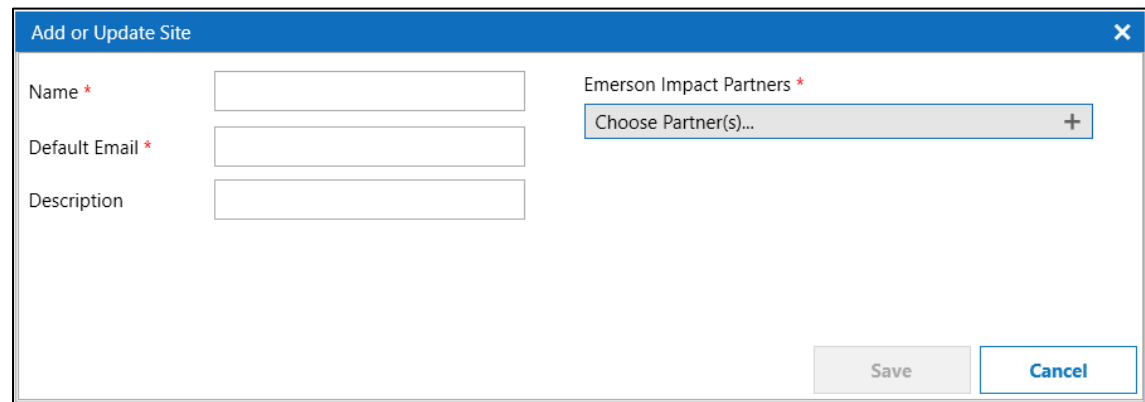 Add or Update Site
Name *
Default Email *
Description
Emerson Impact Partners *
Choose Partner(s)... +
Save
Cancel